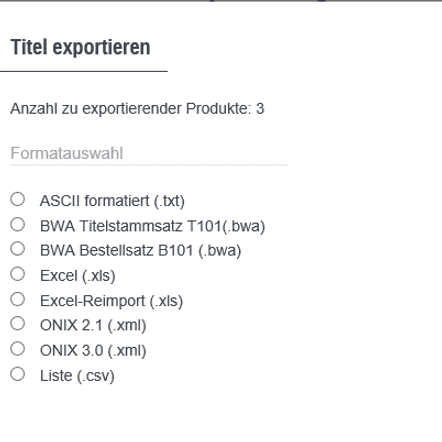 Titel exportieren
Anzahl zu exportierender Produkte: 3
Formatauswahl
ASCII formatiert (.txt)
BWA Titelstammsatz T101(.bwa)
BWA Bestellsatz B101 (.bwa)
Excel (.xls)
Excel-Reimport (.xls)
ONIX 2.1 (.xml)
ONIX 3.0 (.xml)
Liste (.csv)